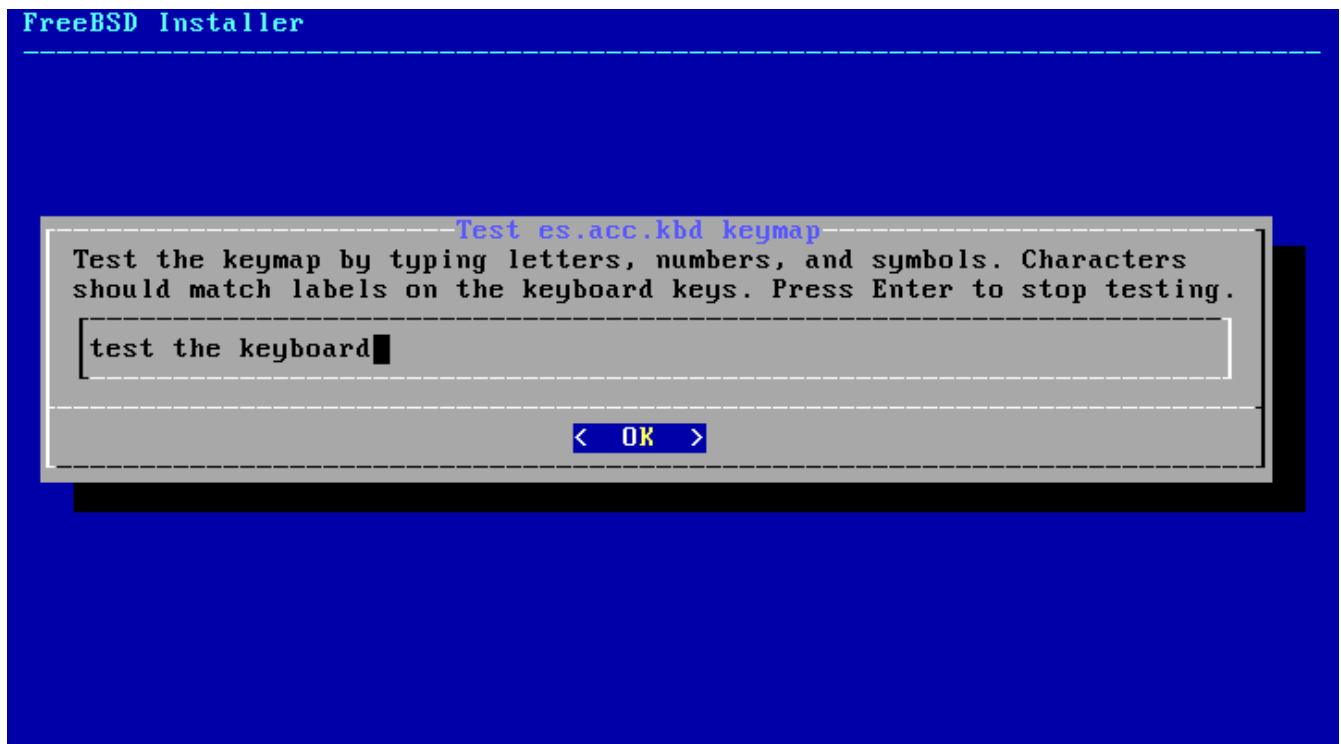 FreeBSD Installer
Test es.acc.kbd keymap
Test the keymap by typing letters, numbers, and symbols. Characters
should match labels on the keyboard keys. Press Enter to stop testing.
test the keyboard
<  OK  >